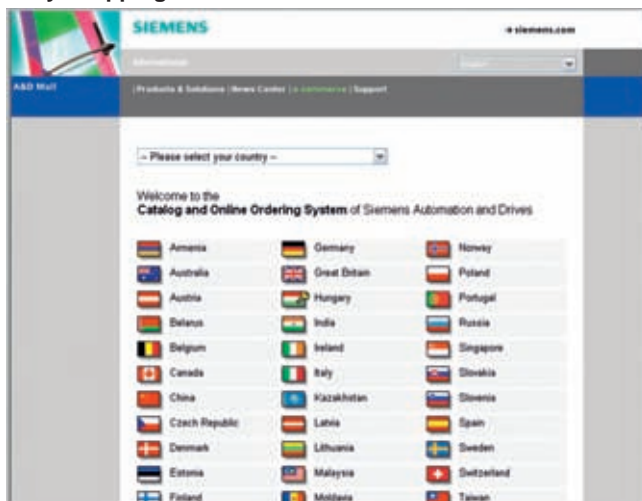 SIEMENS
→ siemens.com
International
A&D Mall
| Products & Solutions | News Center | e-commerce | Support
-- Please select your country --
Welcome to the
Catalog and Online Ordering System of Siemens Automation and Drives
Armenia Germany Norway
Australia Great Britain Poland
Austria Hungary Portugal
Belarus India Russia
Belgium Ireland Singapore
Canada Italy Slovakia
China Kazakhstan Slovenia
Czech Republic Latvia Spain
Denmark Lithuania Sweden
Estonia Malaysia Switzerland
Finland Moldava Taiwan